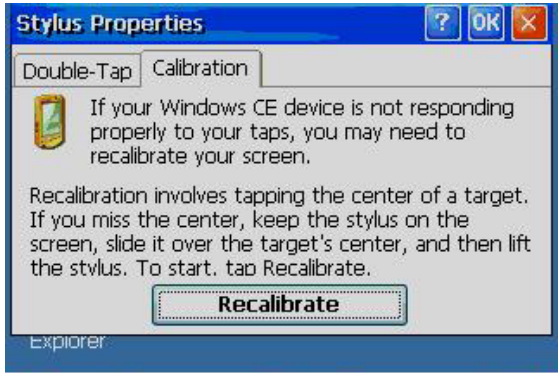 Stylus Properties ? OK X
Double-Tap Calibration
If your Windows CE device is not responding
properly to your taps, you may need to
recalibrate your screen.
Recalibration involves tapping the center of a target.
If you miss the center, keep the stylus on the
screen, slide it over the target's center, and then lift
the stylus. To start, tap Recalibrate.
Recalibrate
Explorer